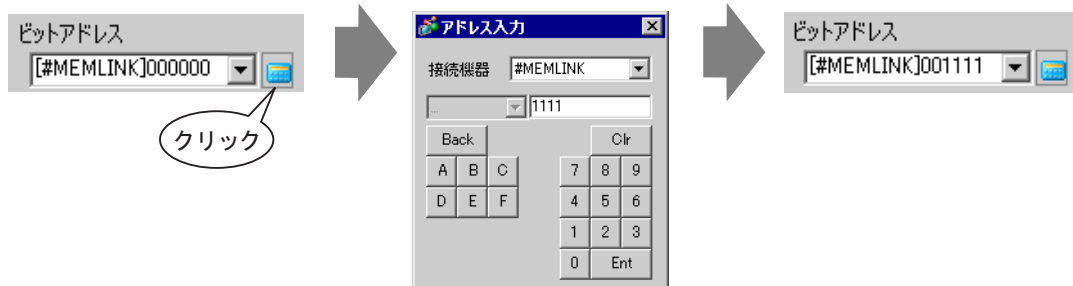 ビットアドレス
[#MEMLINK]000000
クリック
アドレス入力
接続機器 #MEMLINK
_ 1111
Back Clr
A B C 7 8 9
D E F 4 5 6
1 2 3
0 Ent
ビットアドレス
[#MEMLINK]001111